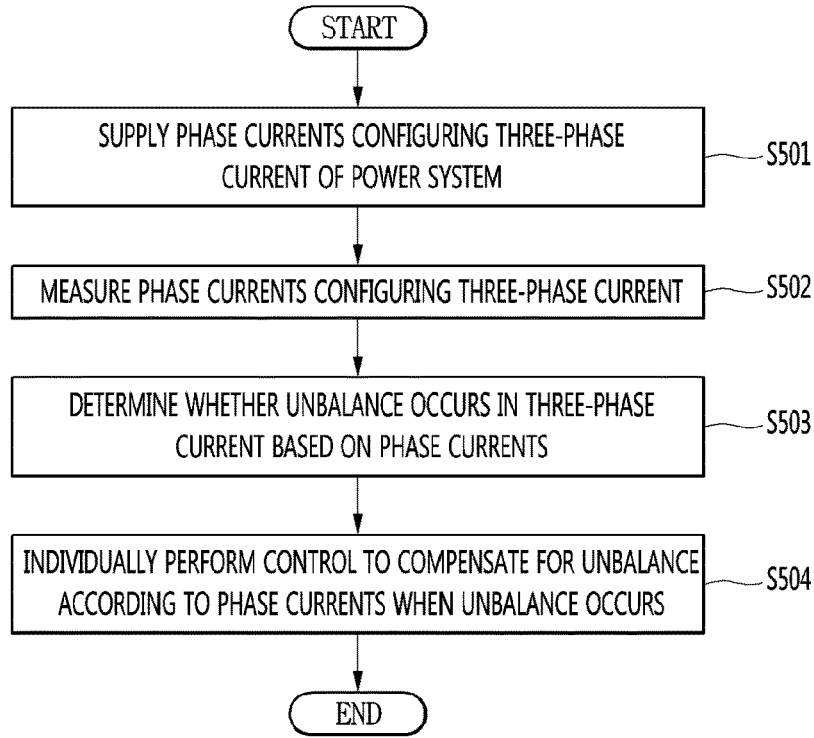 START
SUPPLY PHASE CURRENTS CONFIGURING THREE-PHASE
CURRENT OF POWER SYSTEM
S501
MEASURE PHASE CURRENTS CONFIGURING THREE-PHASE CURRENT
S502
DETERMINE WHETHER UNBALANCE OCCURS IN THREE-PHASE
CURRENT BASED ON PHASE CURRENTS
S503
INDIVIDUALLY PERFORM CONTROL TO COMPENSATE FOR UNBALANCE
ACCORDING TO PHASE CURRENTS WHEN UNBALANCE OCCURS
S504
END